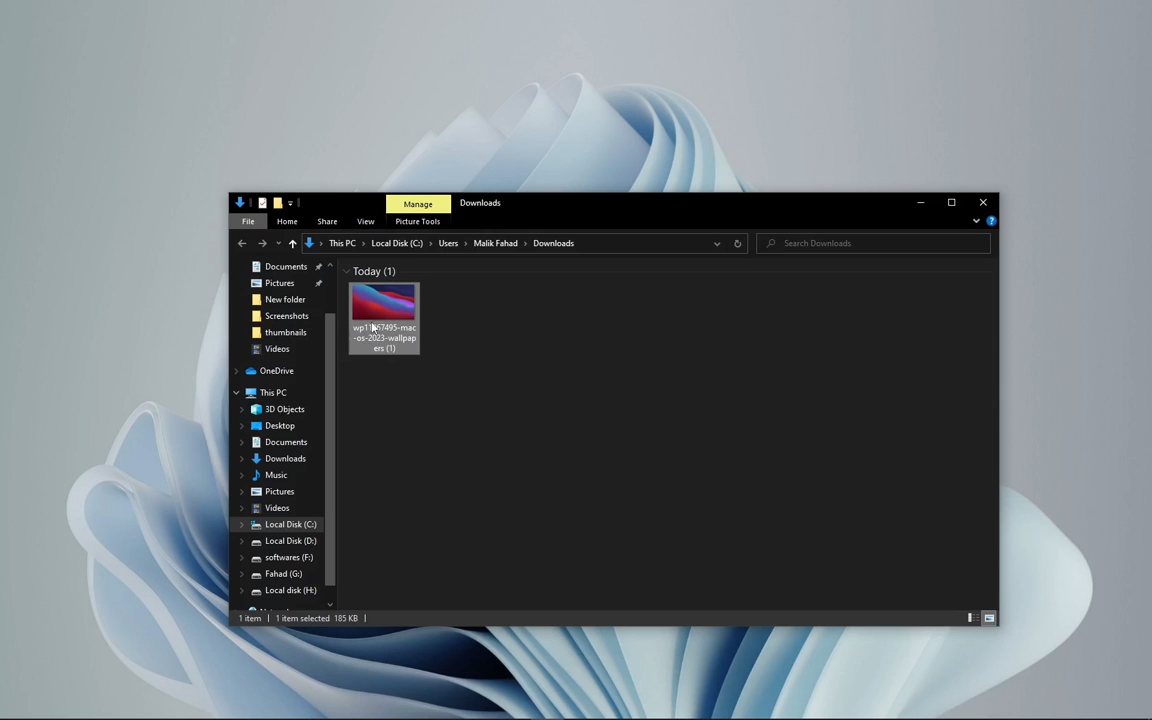 Manage
Downloads
File
Home
Share
View
Picture Tools
This PC
Local Disk (C:)
Users
Malik Fahad
Downloads
Search Downloads
Documents
Pictures
New folder
Screenshots
thumbnails
Videos
OneDrive
This PC
3D Objects
Desktop
Documents
Downloads
Music
Pictures
Videos
Local Disk (C:)
Local Disk (D:)
softwares (F:)
Fahad (G:)
Local disk (H:)
Today (1)
-os-2023-wallpap
ers (1)
1 item
1 item selected 185 KB